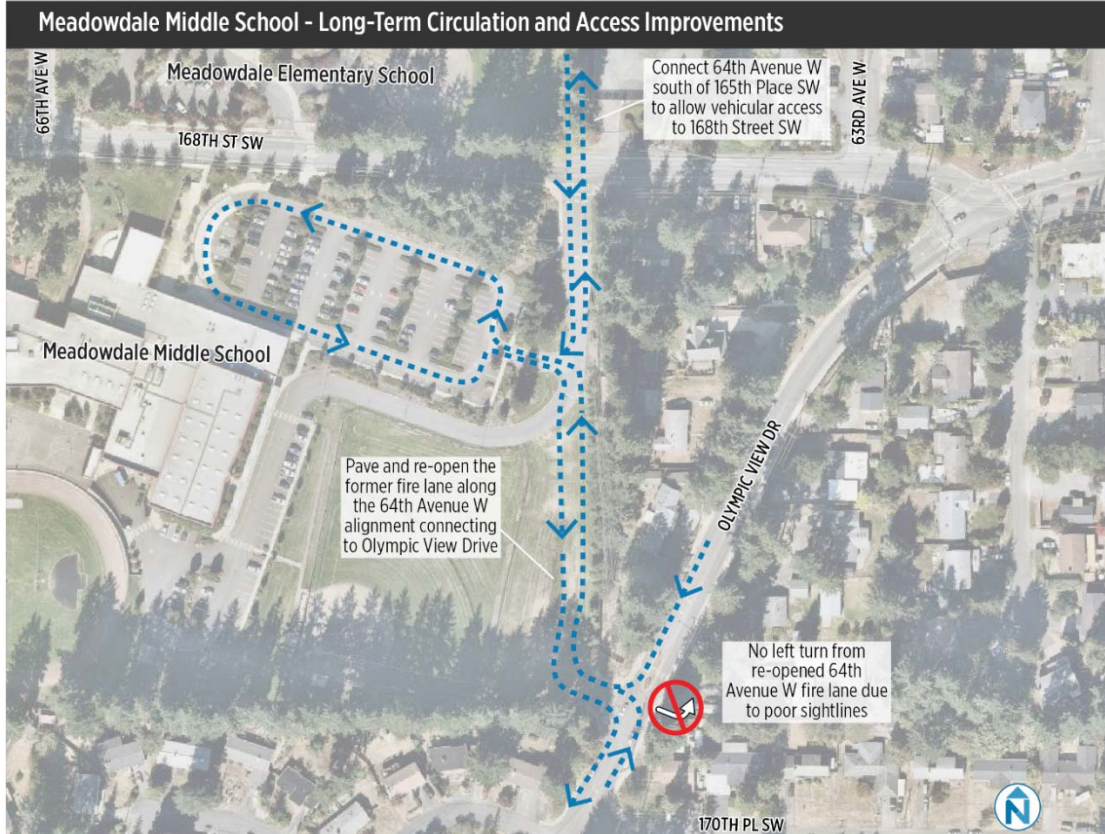 Meadowdale Middle School - Long-Term Circulation and Access Improvements
66TH AVE W
Meadowdale Elementary School
168TH ST SW
Connect 64th Avenue W
south of 165th Place SW
to allow vehicular access
to 168th Street SW
63RD AVE W
Meadowdale Middle School
Pave and re-open the
former fire lane along
the 64th Avenue W
alignment connecting
to Olympic View Drive
OLYMPIC VIEW DR
No left turn from
re-opened 64th
Avenue W fire lane due
to poor sightlines
170TH PL SW
N